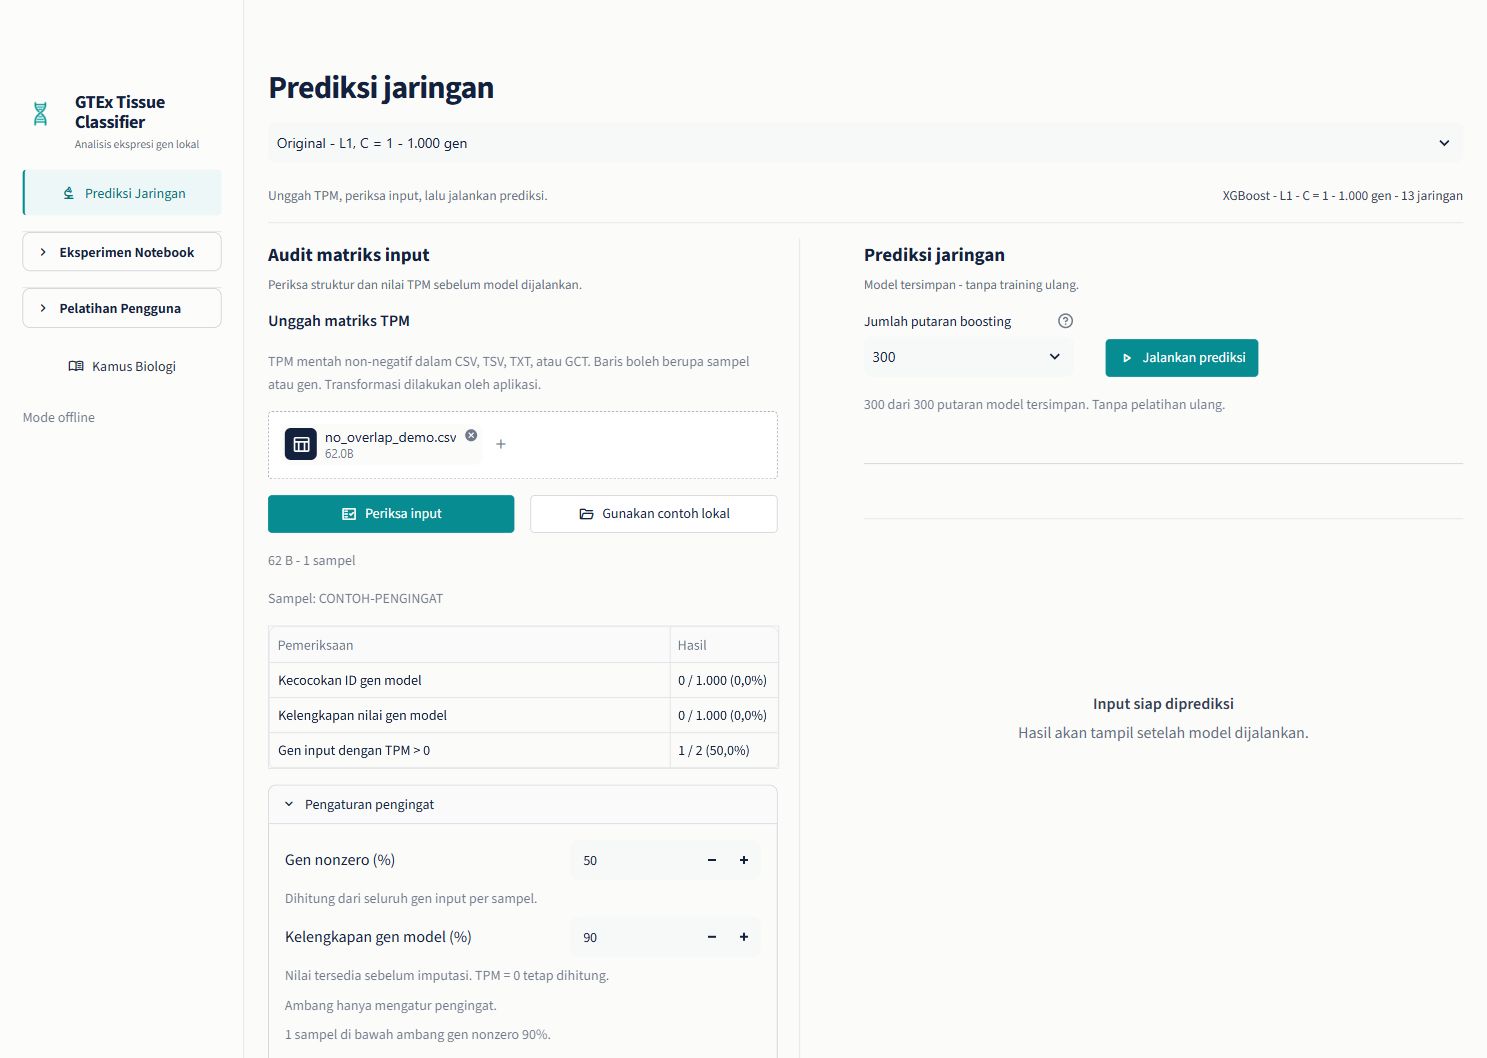 GTEx Tissue
Classifier
Analisis ekspresi gen lokal
Prediksi Jaringan
Eksperimen Notebook
Pelatihan Pengguna
Kamus Biologi
Mode offline
Prediksi jaringan
Original - L1, C = 1 - 1.000 gen
Unggah TPM, periksa input, lalu jalankan prediksi.
XGBoost - L1 - C = 1 - 1.000 gen - 13 jaringan
Audit matriks input
Periksa struktur dan nilai TPM sebelum model dijalankan.
Unggah matriks TPM
TPM mentah non-negatif dalam CSV, TSV, TXT, atau GCT. Baris boleh berupa sampel
atau gen. Transformasi dilakukan oleh aplikasi.
no_overlap_demo.csv
62.0B
Periksa input
Gunakan contoh lokal
62 B - 1 sampel
Sampel: CONTOH-PENGINGAT
Pemeriksaan Hasil
Kecocokan ID gen model 0 / 1.000 (0,0%)
Kelengkapan nilai gen model 0 / 1.000 (0,0%)
Gen input dengan TPM > 0 1 / 2 (50,0%)
Pengaturan pengingat
Gen nonzero (%) 50 − +
Dihitung dari seluruh gen input per sampel.
Kelengkapan gen model (%) 90 − +
Nilai tersedia sebelum imputasi. TPM = 0 tetap dihitung.
Ambang hanya mengatur pengingat.
1 sampel di bawah ambang gen nonzero 90%.
Prediksi jaringan
Model tersimpan - tanpa training ulang.
Jumlah putaran boosting
300
Jalankan prediksi
300 dari 300 putaran model tersimpan. Tanpa pelatihan ulang.
Input siap diprediksi
Hasil akan tampil setelah model dijalankan.